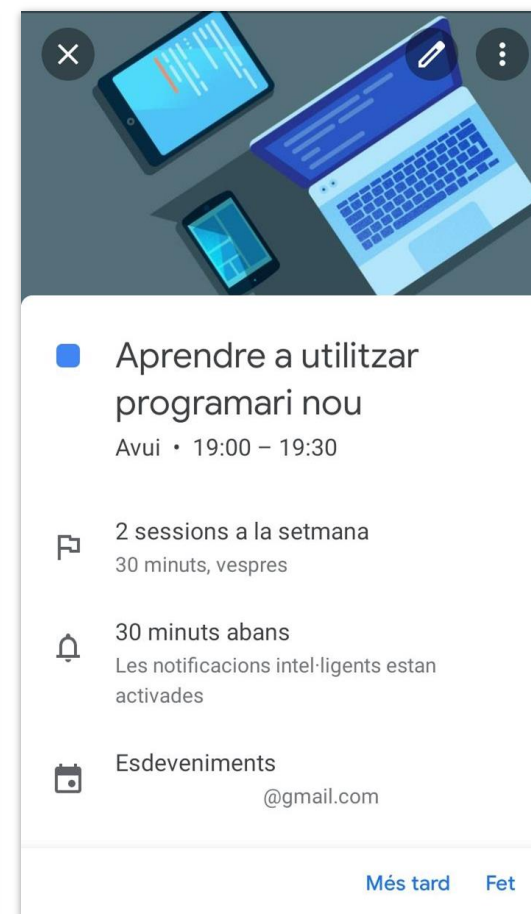 Aprendre a utilitzar
programari nou
Avui • 19:00 – 19:30
2 sessions a la setmana
30 minuts, vespres
30 minuts abans
Les notificacions intel·ligents estan
activades
Esdeveniments
@gmail.com
Més tard Fet